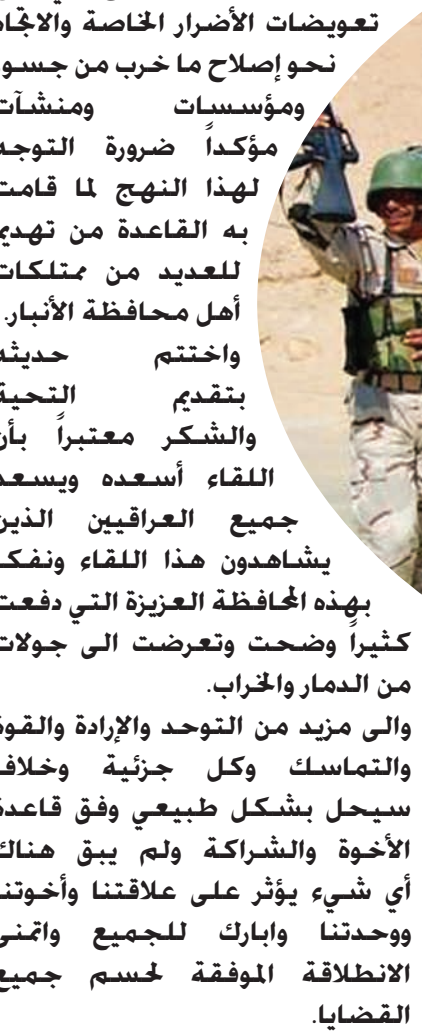 تعويضات الأضرار الخاصة والاتجاه
نحو إصلاح ما خرب من جسو
ومؤسسات ومنشآت
مؤكداً ضرورة التوجه
لهذا النهج لما قامت
به القاعدة من تهديم
للعديد من ممتلكات
أهل محافظة الأنبار.
واختتم حديثه
بتقديم التحية
والشكر معتبراً بأن
اللقاء أسعده ويسعد
جميع العراقيين الذين
يشاهدون هذا اللقاء ونفك
بهذه المحافظة العزيزة التي دفعت
كثيراً وضحت وتعرضت الى جولات
من الدمار والخراب.
والى مزيد من التوحد والإرادة والقوة
والتماسك وكل جزئية وخلاف
سيحل بشكل طبيعي وفق قاعدة
الأخوة والشراكة ولم يبق هناك
أي شيء يؤثر على علاقتنا وأخوتنا
ووحدتنا وابارك للجميع واتمنى
الانطلاقة الموفقة لحسم جميع
القضايا.